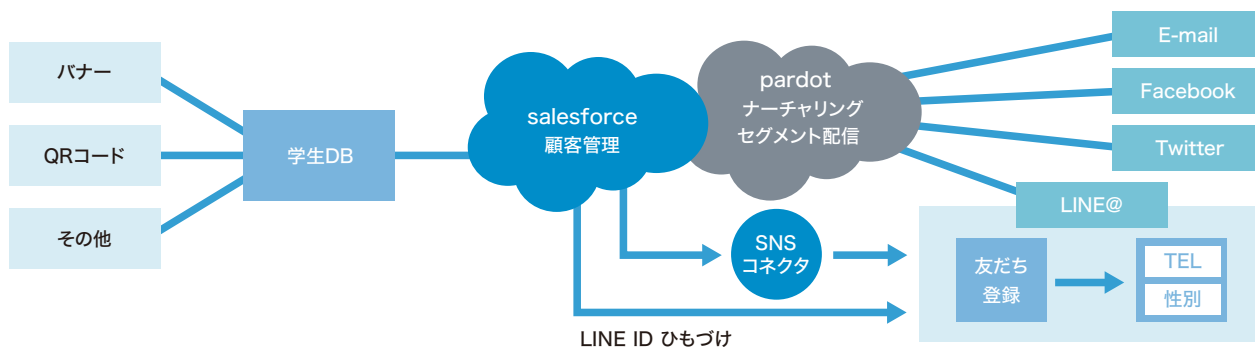 バナー
QRコード
その他
学生DB
salesforce
顧客管理
pardot
ナーチャリング
セグメント配信
E-mail
Facebook
Twitter
LINE@
SNS
コネクタ
友だち
登録
TEL
性別
LINE ID ひもづけ